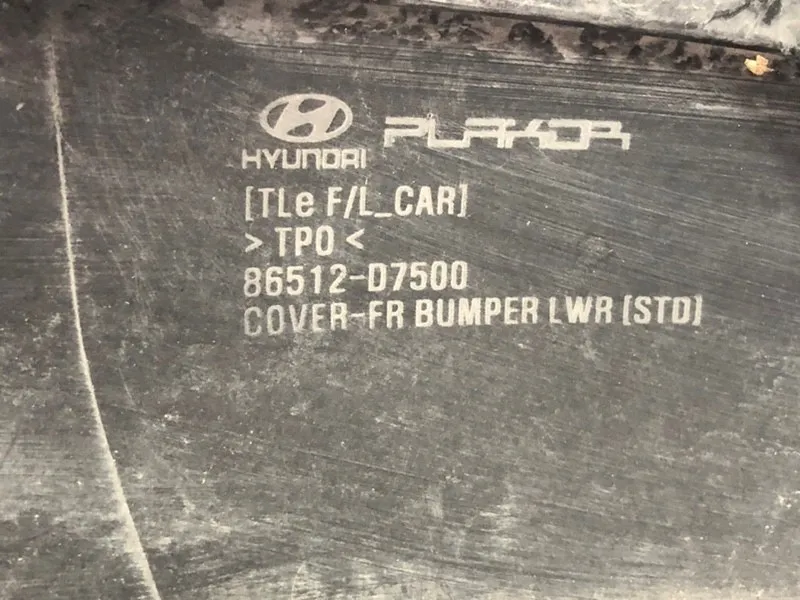 HYUNDAI PLAKOR
[TLe F/L_CAR]
> TPO <
86512-D7500
COVER-FR BUMPER LWR [STD]